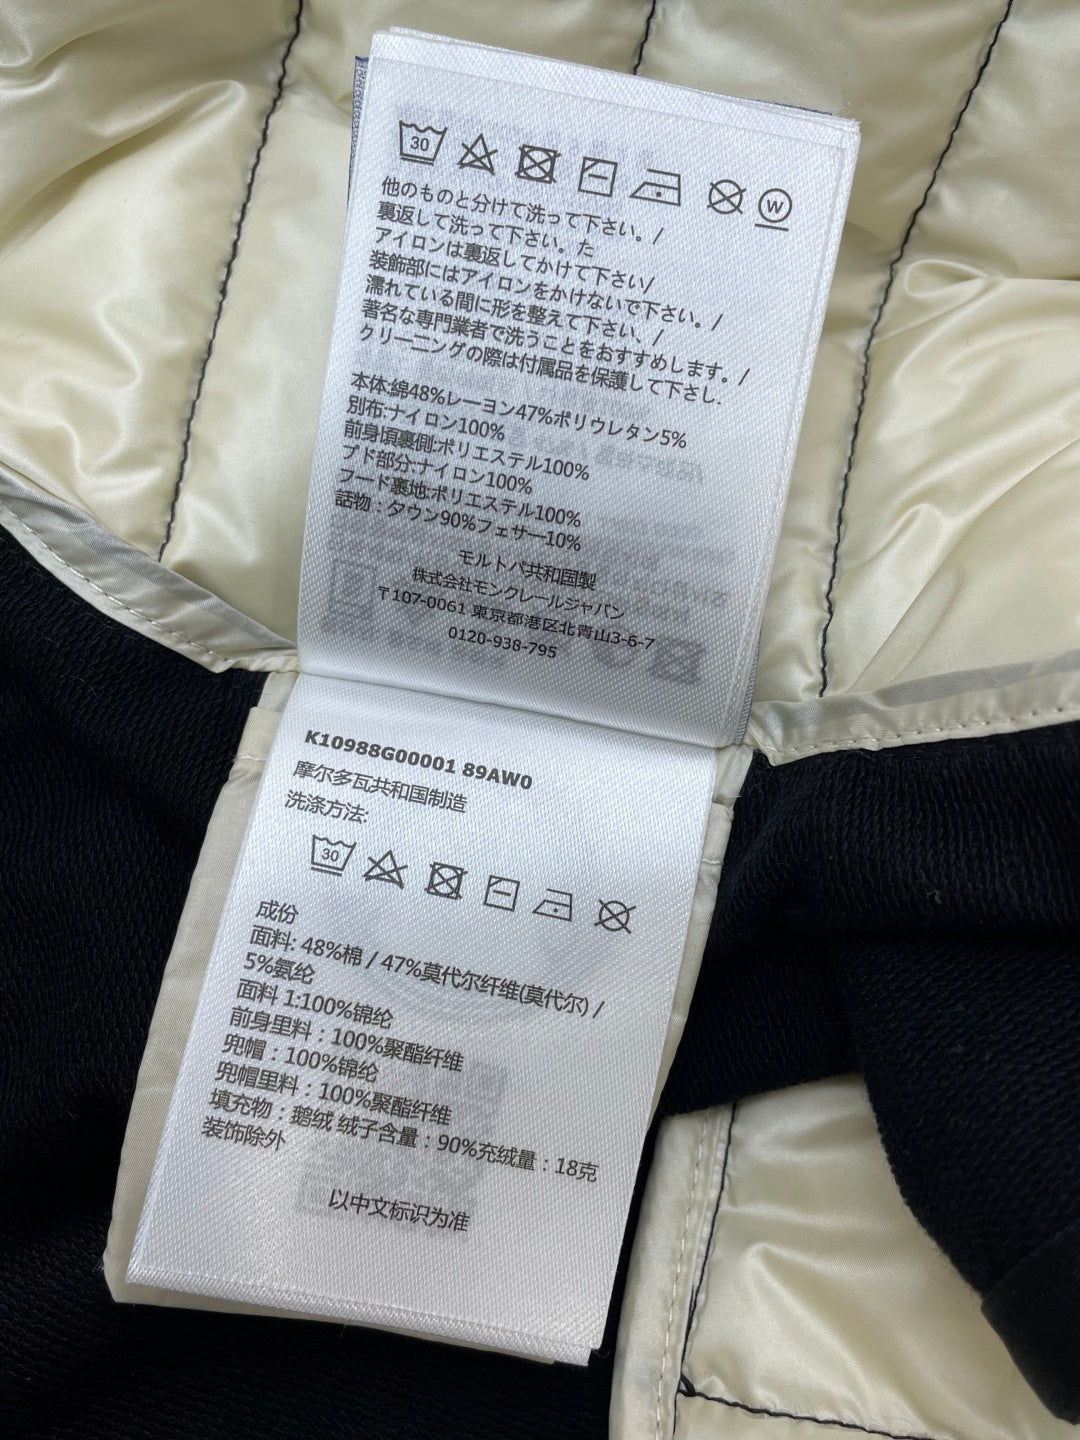 30
W
他のものと分けて洗って下さい。/
裏返して洗って下さい。た
アイロンは裏返してかけて下さい/
装飾部にはアイロンをかけないで下さい。/
濡れている間に形を整えて下さい、/
著名な専門業者で洗うことをおすすめします。/
クリーニングの際は付属品を保護して下さし.
本体:綿48%レーヨン47%ポリウレタン5%
別布:ナイロン100%
前身頃裏側:ポリエステル100%
プド部分:ナイロン100%
フード裏地:ポリエステル100%
話物：タウン90%フェサー10%
モルトバ共和国製
株式会社モンクレールジャパン
〒107-0061 東京都港区北青山3-6-7
0120-938-795
K10988G00001 89AW0
摩尔多瓦共和国制造
洗涤方法:
30
成份
面料: 48%棉 / 47%莫代尔纤维(莫代尔) /
5%氨纶
面料 1:100%锦纶
前身里料：100%聚酯纤维
兜帽：100%锦纶
兜帽里料：100%聚酯纤维
填充物：鹅绒 绒子含量：90%充绒量：18克
装饰除外
以中文标识为准